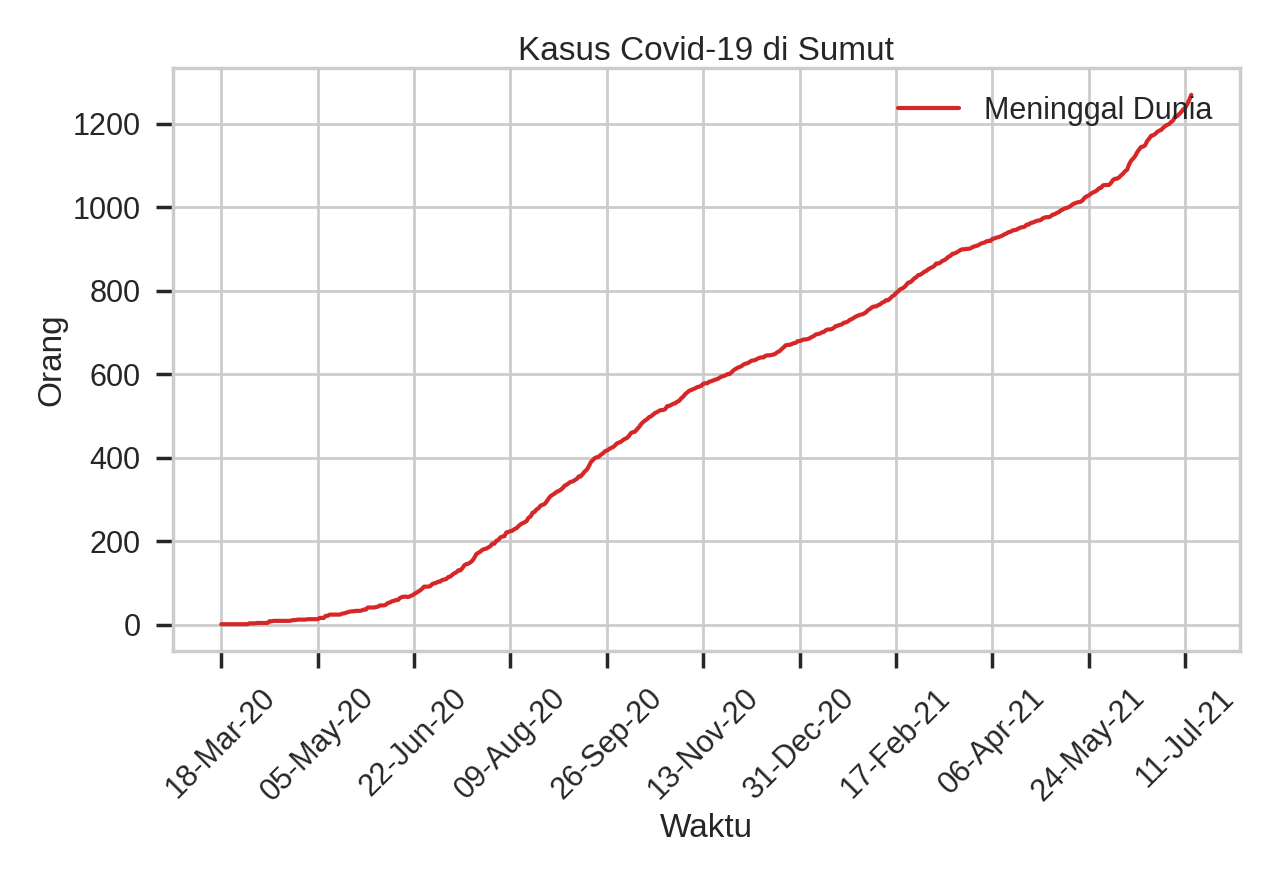 Kasus Covid-19 di Sumut
Meninggal Dunia
1200
1000
800
600
400
200
0
Orang
18-Mar-20
05-May-20
22-Jun-20
09-Aug-20
26-Sep-20
13-Nov-20
31-Dec-20
17-Feb-21
06-Apr-21
24-May-21
11-Jul-21
Waktu